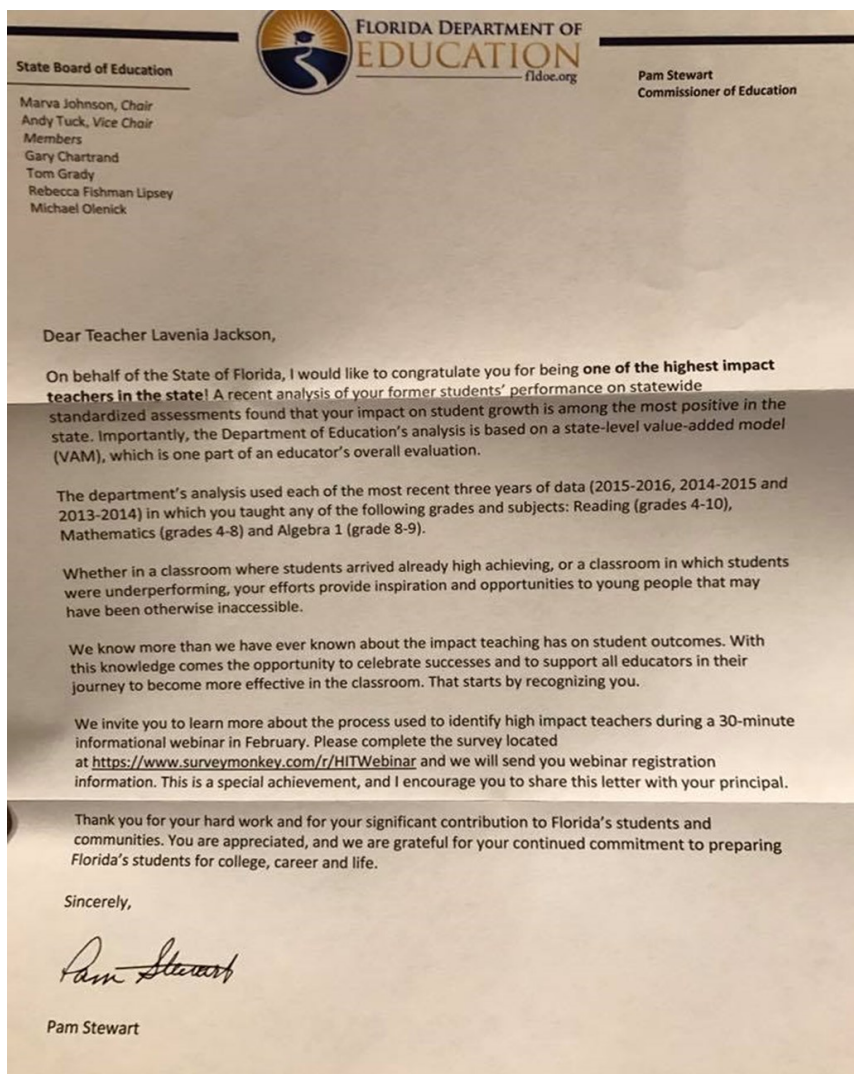 FLORIDA DEPARTMENT OF
EDUCATION
fldoc.org
State Board of Education
Marva Johnson, Chair
Andy Tuck, Vice Chair
Members
Gary Chartrand
Tom Grady
Rebecca Fishman Lipsey
Michael Olenick
Pam Stewart
Commissioner of Education
Dear Teacher Lavenia Jackson,
On behalf of the State of Florida, I would like to congratulate you for being one of the highest impact
teachers in the state! A recent analysis of your former students' performance on statewide
standardized assessments found that your impact on student growth is among the most positive in the
state. Importantly, the Department of Education's analysis is based on a state-level value-added model
(VAM), which is one part of an educator's overall evaluation.
The department's analysis used each of the most recent three years of data (2015-2016, 2014-2015 and
2013-2014) in which you taught any of the following grades and subjects: Reading (grades 4-10),
Mathematics (grades 4-8) and Algebra 1 (grade 8-9).
Whether in a classroom where students arrived already high achieving, or a classroom in which students
were underperforming, your efforts provide inspiration and opportunities to young people that may
have been otherwise inaccessible.
We know more than we have ever known about the impact teaching has on student outcomes. With
this knowledge comes the opportunity to celebrate successes and to support all educators in their
journey to become more effective in the classroom. That starts by recognizing you.
We invite you to learn more about the process used to identify high impact teachers during a 30-minute
informational webinar in February. Please complete the survey located
at https://www.surveymonkey.com/r/HITWebinar and we will send you webinar registration
information. This is a special achievement, and I encourage you to share this letter with your principal.
Thank you for your hard work and for your significant contribution to Florida's students and
communities. You are appreciated, and we are grateful for your continued commitment to preparing
Florida's students for college, career and life.
Sincerely,
Pam Stewart
Pam Stewart